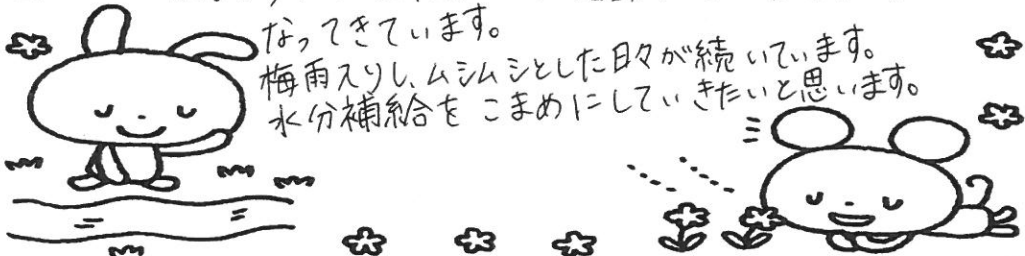 なってきています。
梅雨入りし、ムシムシとした日々が続いています。
水分補給を こまめにしていきたいと思います。